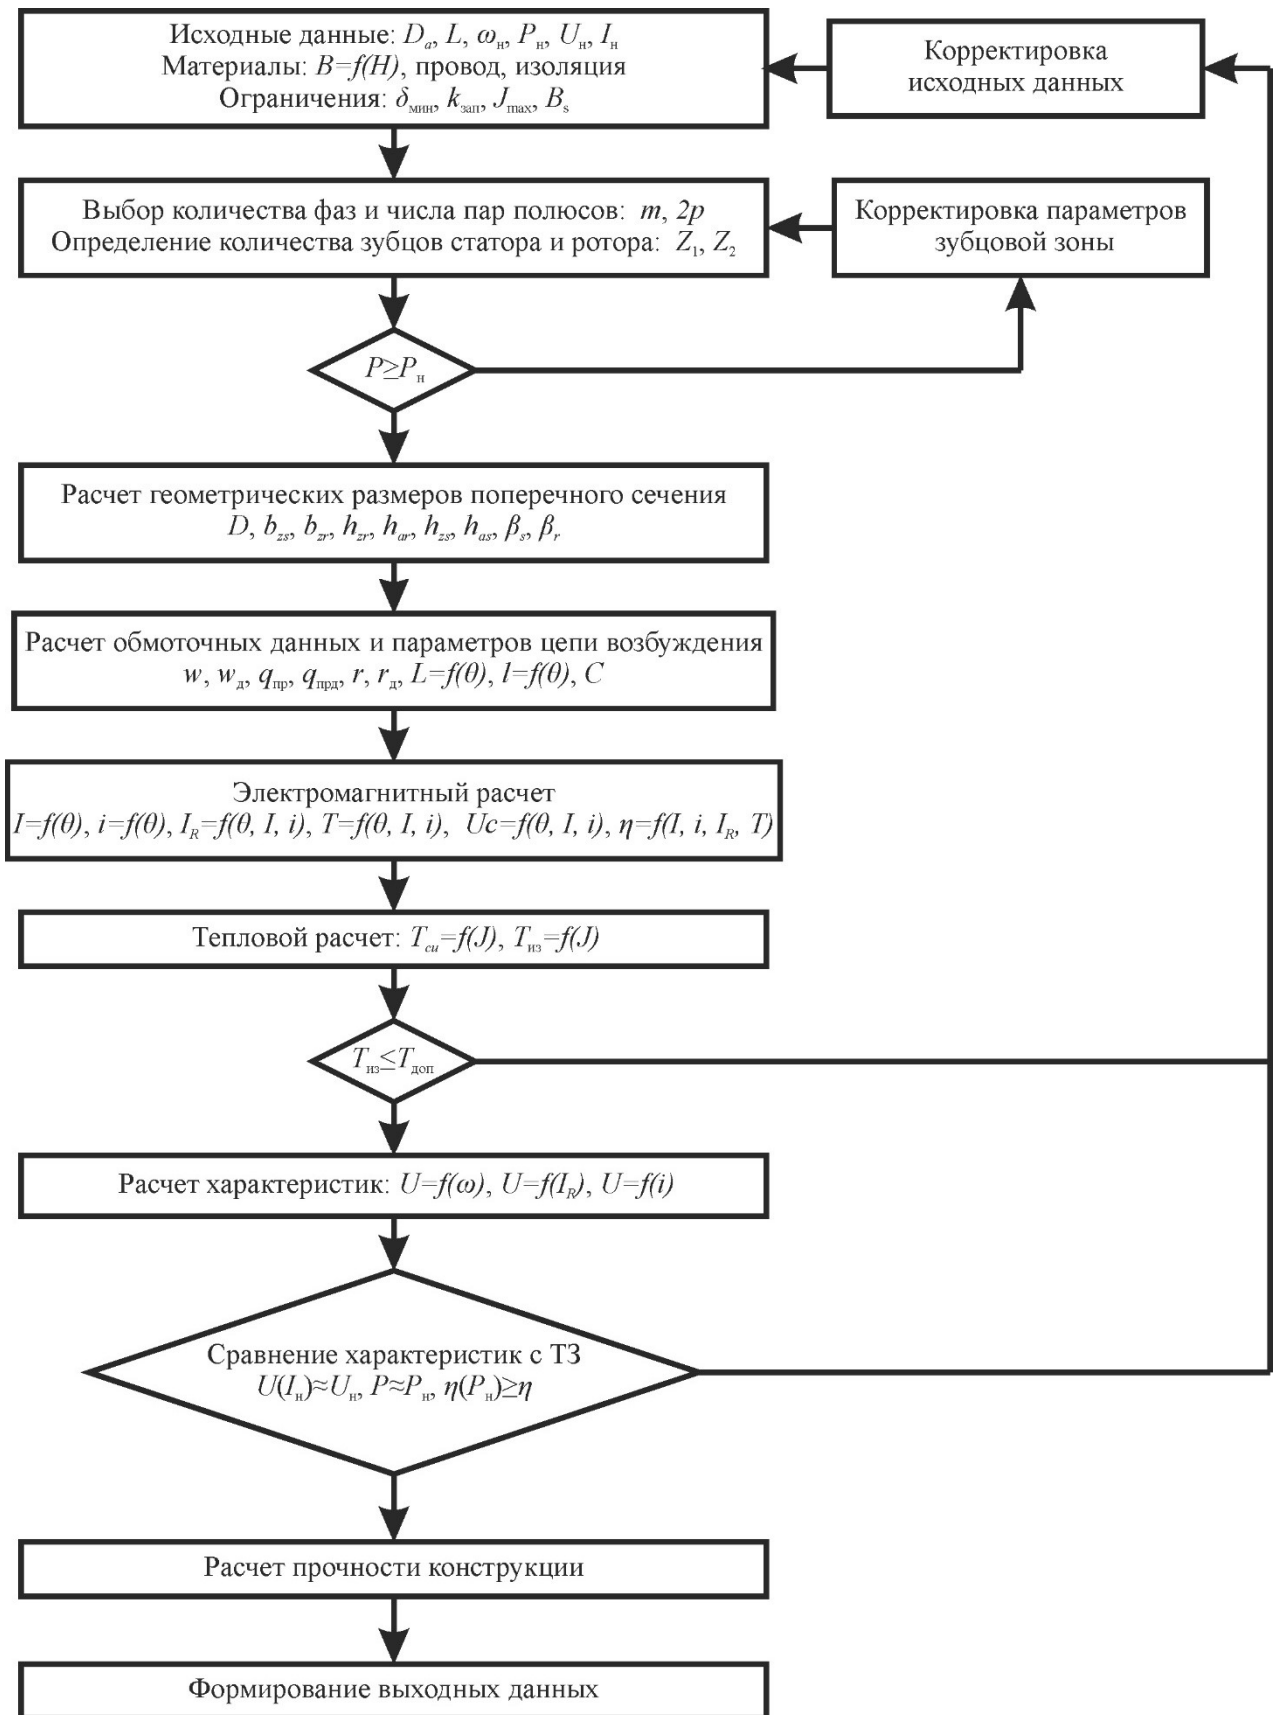 Исходные данные: Dₐ, L, ωн, Pн, Uн, Iн
Материалы: B=f(H), провод, изоляция
Ограничения: δмин, kзап, Jmax, Bs
Корректировка
исходных данных
Выбор количества фаз и числа пар полюсов: m, 2p
Определение количества зубцов статора и ротора: Z₁, Z₂
Корректировка параметров
зубцовой зоны
P≥Pн
Расчет геометрических размеров поперечного сечения
D, bzs, bzr, hzr, har, hzs, has, βs, βr
Расчет обмоточных данных и параметров цепи возбуждения
w, wд, qпр, qпрд, r, rд, L=f(θ), l=f(θ), C
Электромагнитный расчет
I=f(θ), i=f(θ), IR=f(θ, I, i), T=f(θ, I, i), Uc=f(θ, I, i), η=f(I, i, IR, T)
Тепловой расчет: Tcu=f(J), Tиз=f(J)
Tиз≤Tдоп
Расчет характеристик: U=f(ω), U=f(IR), U=f(i)
Сравнение характеристик с ТЗ
U(Iн)≈Uн, P≈Pн, η(Pн)≥η
Расчет прочности конструкции
Формирование выходных данных